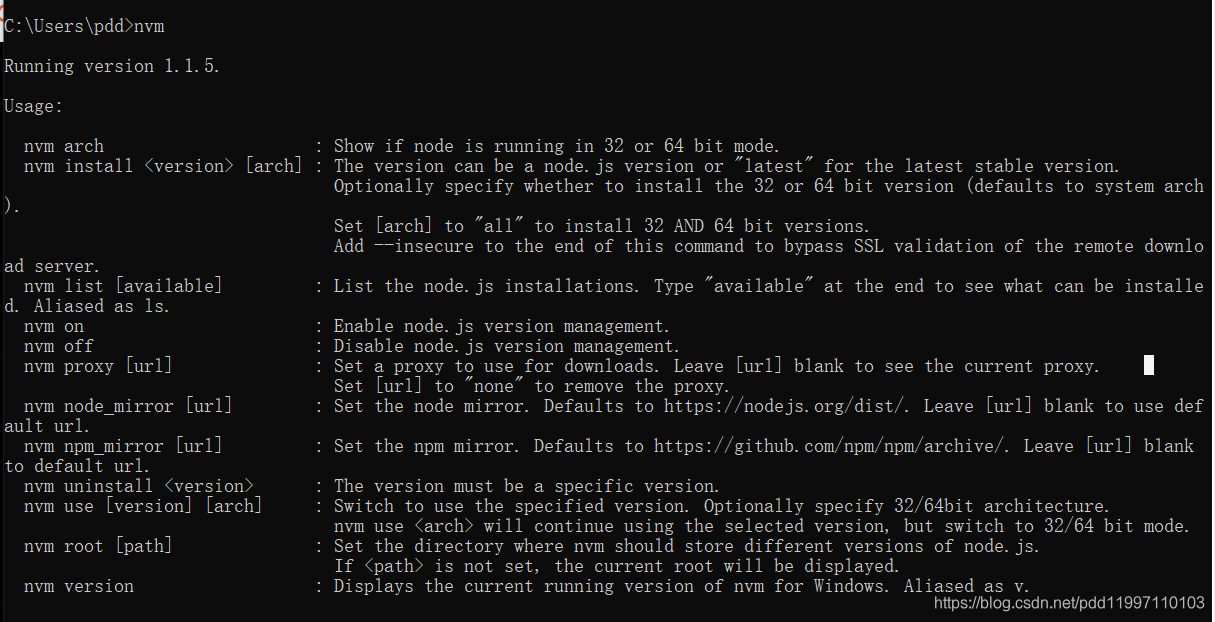 C:\Users\pdd>nvm
Running version 1.1.5.
Usage:
nvm arch : Show if node is running in 32 or 64 bit mode.
nvm install <version> [arch] : The version can be a node.js version or "latest" for the latest stable version.
Optionally specify whether to install the 32 or 64 bit version (defaults to system arch
).
Set [arch] to "all" to install 32 AND 64 bit versions.
Add --insecure to the end of this command to bypass SSL validation of the remote downlo
ad server.
nvm list [available] : List the node.js installations. Type "available" at the end to see what can be installe
d. Aliased as ls.
nvm on : Enable node.js version management.
nvm off : Disable node.js version management.
nvm proxy [url] : Set a proxy to use for downloads. Leave [url] blank to see the current proxy.
Set [url] to "none" to remove the proxy.
nvm node_mirror [url] : Set the node mirror. Defaults to https://nodejs.org/dist/. Leave [url] blank to use def
ault url.
nvm npm_mirror [url] : Set the npm mirror. Defaults to https://github.com/npm/npm/archive/. Leave [url] blank
to default url.
nvm uninstall <version> : The version must be a specific version.
nvm use [version] [arch] : Switch to use the specified version. Optionally specify 32/64bit architecture.
nvm use <arch> will continue using the selected version, but switch to 32/64 bit mode.
nvm root [path] : Set the directory where nvm should store different versions of node.js.
If <path> is not set, the current root will be displayed.
nvm version : Displays the current running version of nvm for Windows. Aliased as v.
https://blog.csdn.net/pdd11997110103